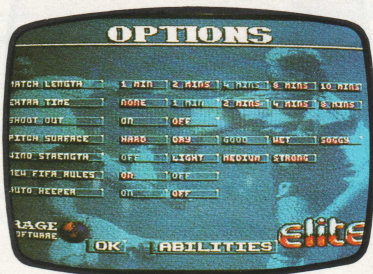 OPTIONS
MATCH LENGTH 1 MIN 2 MINS 4 MINS 8 MINS 10 MINS
EXTRA TIME NONE 1 MIN 2 MINS 4 MINS 8 MINS
SHOOT OUT ON OFF
PITCH SURFACE HARD DRY GOOD WET SOGGY
WIND STRENGTH OFF LIGHT MEDIUM STRONG
NEW FIFA RULES ON OFF
AUTO KEEPER ON OFF
RAGE
SOFTWARE
OK ABILITIES
elite